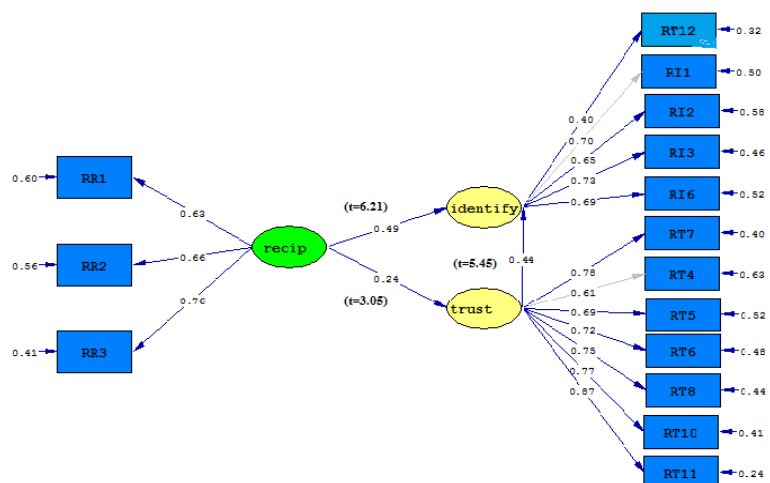 RT12
0.32
RI1
0.50
RI2
0.58
RI3
0.46
RI6
0.52
RT7
0.40
RT4
0.63
RT5
0.52
RT6
0.48
RT8
0.44
RT10
0.41
RT11
0.24
0.40
0.70
0.65
0.73
0.69
0.60
RR1
0.56
RR2
0.41
RR3
0.63
0.66
0.76
recip
(t=6.21)
0.49
identify
(t=5.45)
0.44
0.24
(t=3.05)
trust
0.78
0.61
0.69
0.72
0.75
0.77
0.87